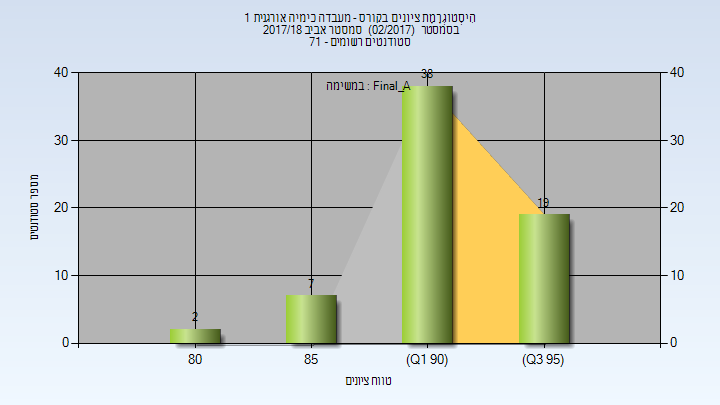 היסטוגרמת ציונים בקורס - מעבדה כימיה אורגנית 1
בסמסטר (02/2017) סמסטר אביב 2017/18
סטודנטים רשומים - 71
במשימה : Final_A
מספר סטודנטים
40 40
30 30
20 20
10 10
0 0
2 7 38 19
80 85 (Q1 90) (Q3 95)
טווח ציונים